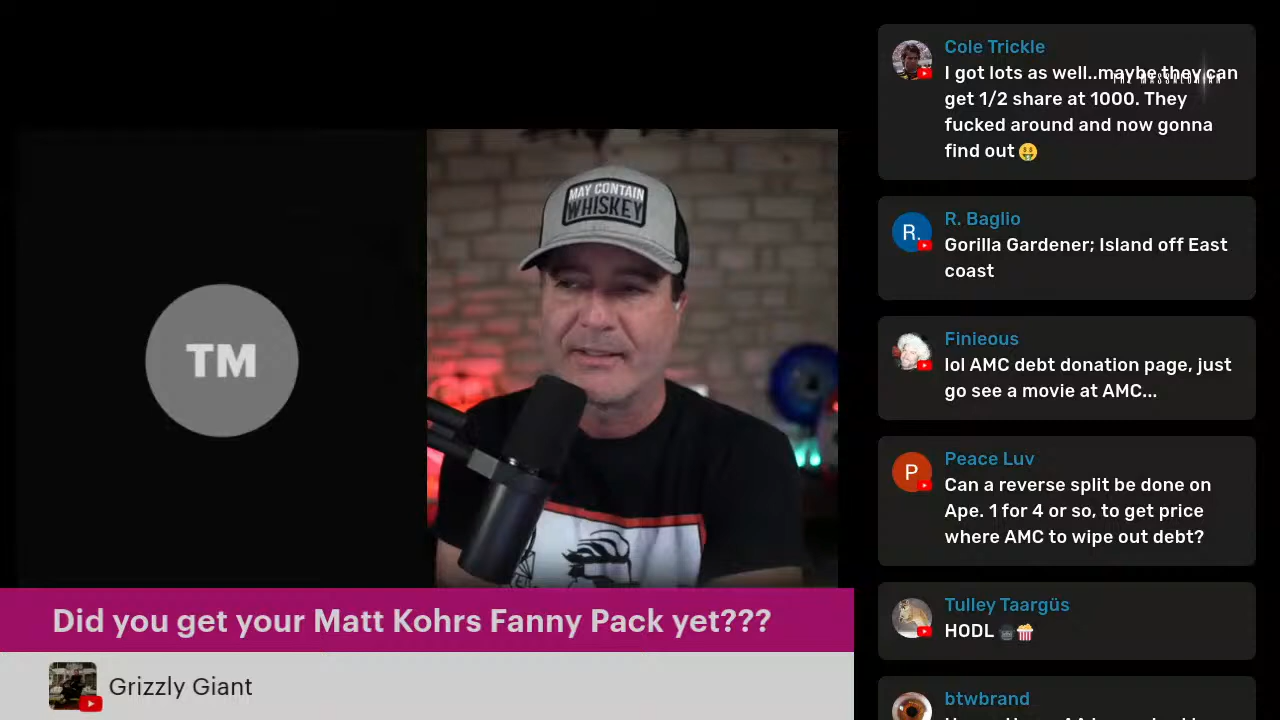 Cole Trickle
I got lots as well..maybe they can
get 1/2 share at 1000. They
fucked around and now gonna
find out 🤑
R. Baglio
R.
Gorilla Gardener; Island off East
coast
Finieous
lol AMC debt donation page, just
go see a movie at AMC...
Peace Luv
P
Can a reverse split be done on
Ape. 1 for 4 or so, to get price
where AMC to wipe out debt?
Tulley Taargüs
HODL 🦍🍿
btwbrand
TM
MAY CONTAIN
WHISKEY
Did you get your Matt Kohrs Fanny Pack yet???
Grizzly Giant